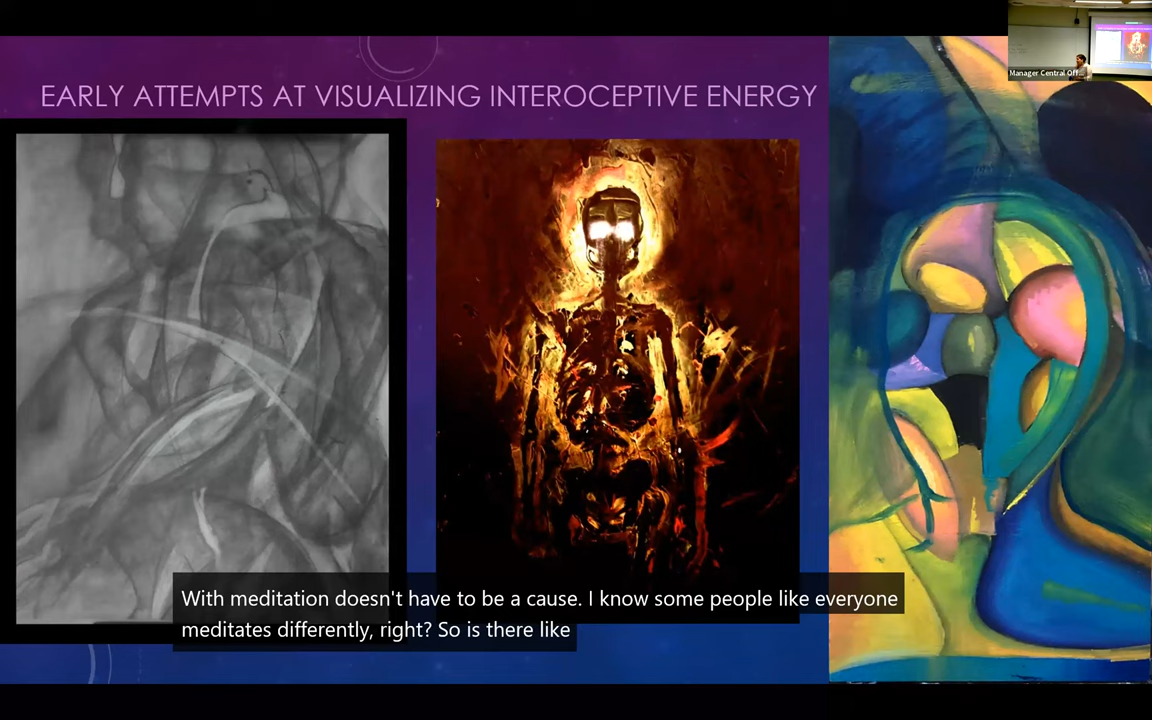 Manager Central Off...
EARLY ATTEMPTS AT VISUALIZING INTEROCEPTIVE ENERGY
With meditation doesn't have to be a cause. I know some people like everyone
meditates differently, right? So is there like